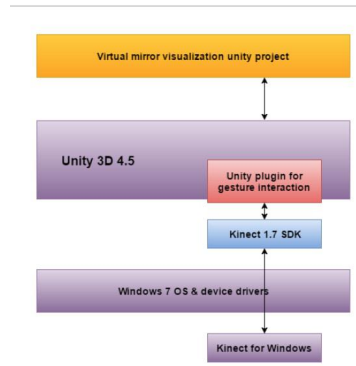 Virtual mirror visualization unity project
Unity 3D 4.5
Unity plugin for
gesture interaction
Kinect 1.7 SDK
Windows 7 OS & device drivers
Kinect for Windows